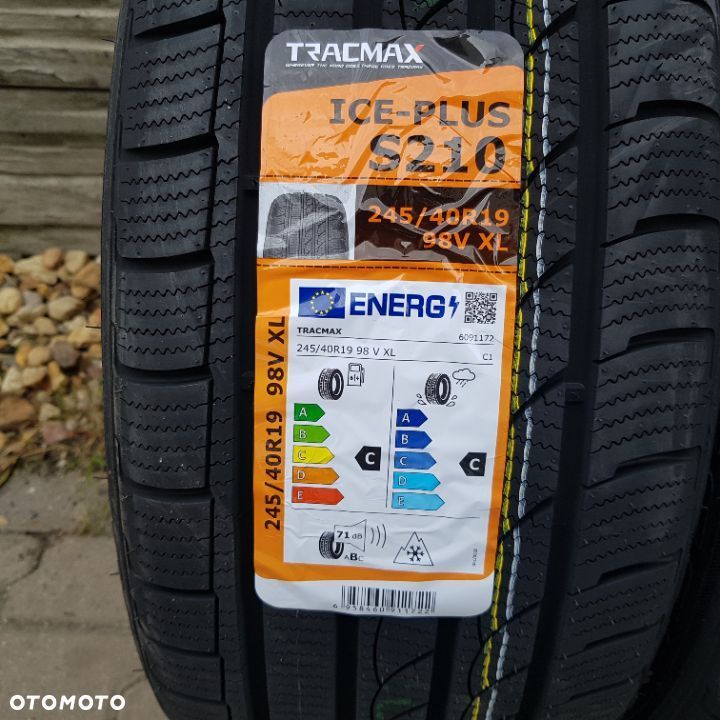 TRACMAX
ICE-PLUS
S210
245/40R19
98V XL
245/40R19 98V XL
ENERG
TRACMAX 6091172
245/40R19 98 V XL C1
A A
B B
C C C C
D D
E E
71 dB
ABC
OTOMOTO